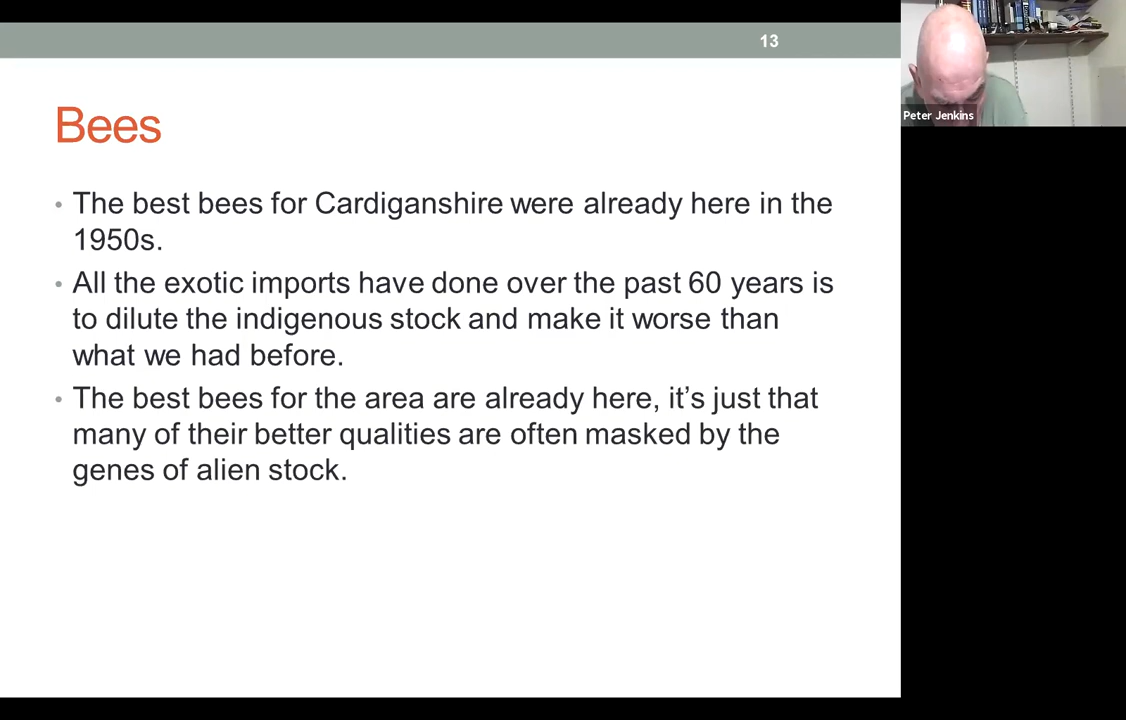 13
Peter Jenkins
Bees
• The best bees for Cardiganshire were already here in the
1950s.
• All the exotic imports have done over the past 60 years is
to dilute the indigenous stock and make it worse than
what we had before.
• The best bees for the area are already here, it’s just that
many of their better qualities are often masked by the
genes of alien stock.